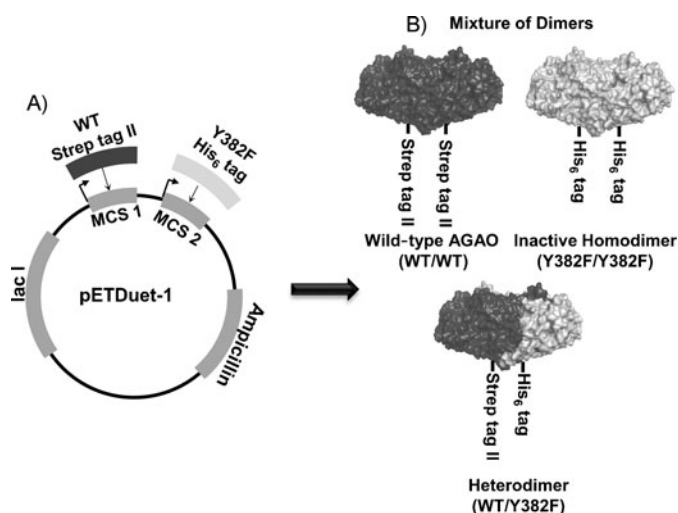 A)
WT
Strep tag II
Y382F
His6 tag
MCS 1
MCS 2
lac I
pETDuet-1
Ampicillin
B) Mixture of Dimers
Strep tag II
Strep tag II
His6 tag
His6 tag
Wild-type AGAO
(WT/WT)
Inactive Homodimer
(Y382F/Y382F)
Strep tag II
His6 tag
Heterodimer
(WT/Y382F)